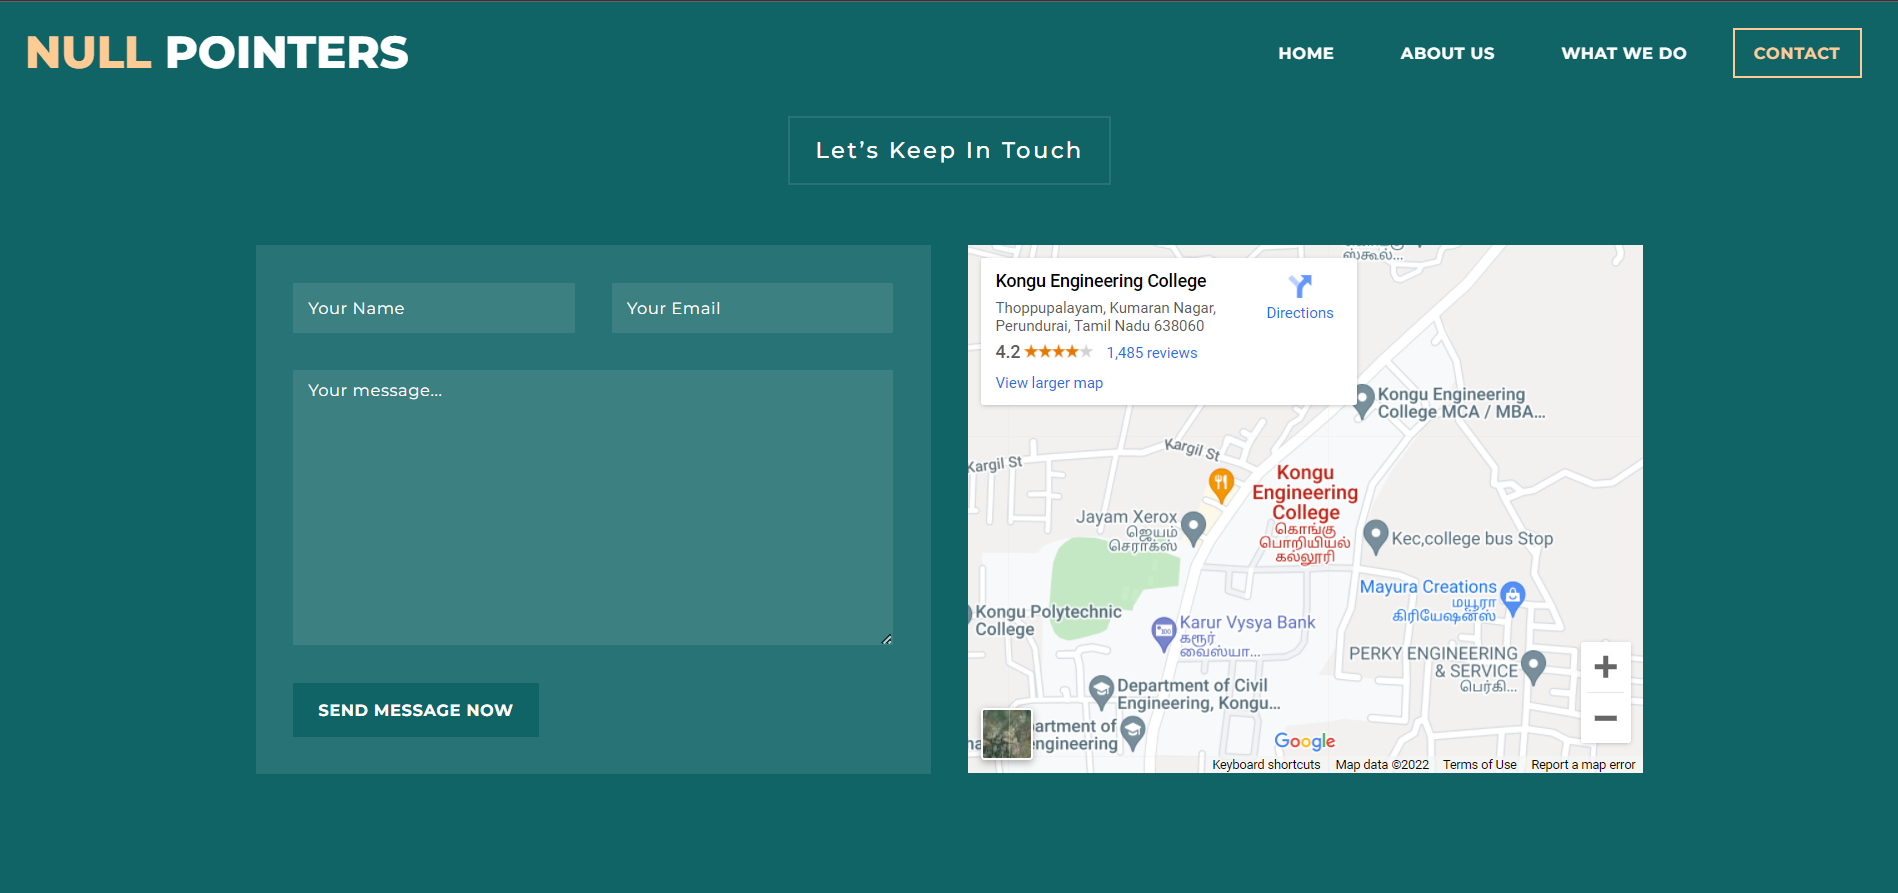 NULL POINTERS
HOME
ABOUT US
WHAT WE DO
CONTACT
Let’s Keep In Touch
Your Name
Your Email
Your message...
SEND MESSAGE NOW
ஸ்கூல்...
Kongu Engineering College
Thoppupalayam, Kumaran Nagar,
Perundurai, Tamil Nadu 638060
4.2
1,485 reviews
View larger map
Directions
Kongu Engineering
College MCA / MBA...
Kargil St
Kargil St
Kongu
Engineering
College
கொங்கு
பொறியியல்
கல்லூரி
Jayam Xerox
ஜெயம்
செராக்ஸ்
Kec,college bus Stop
Mayura Creations
மயூரா
கிரியேஷன்ஸ்
Kongu Polytechnic
College
Karur Vysya Bank
கரூர்
வைஸ்யா...
PERKY ENGINEERING
& SERVICE
பெர்கி...
Department of Civil
Engineering, Kongu...
artment of
ngineering
Google
Keyboard shortcuts
Map data ©2022
Terms of Use
Report a map error